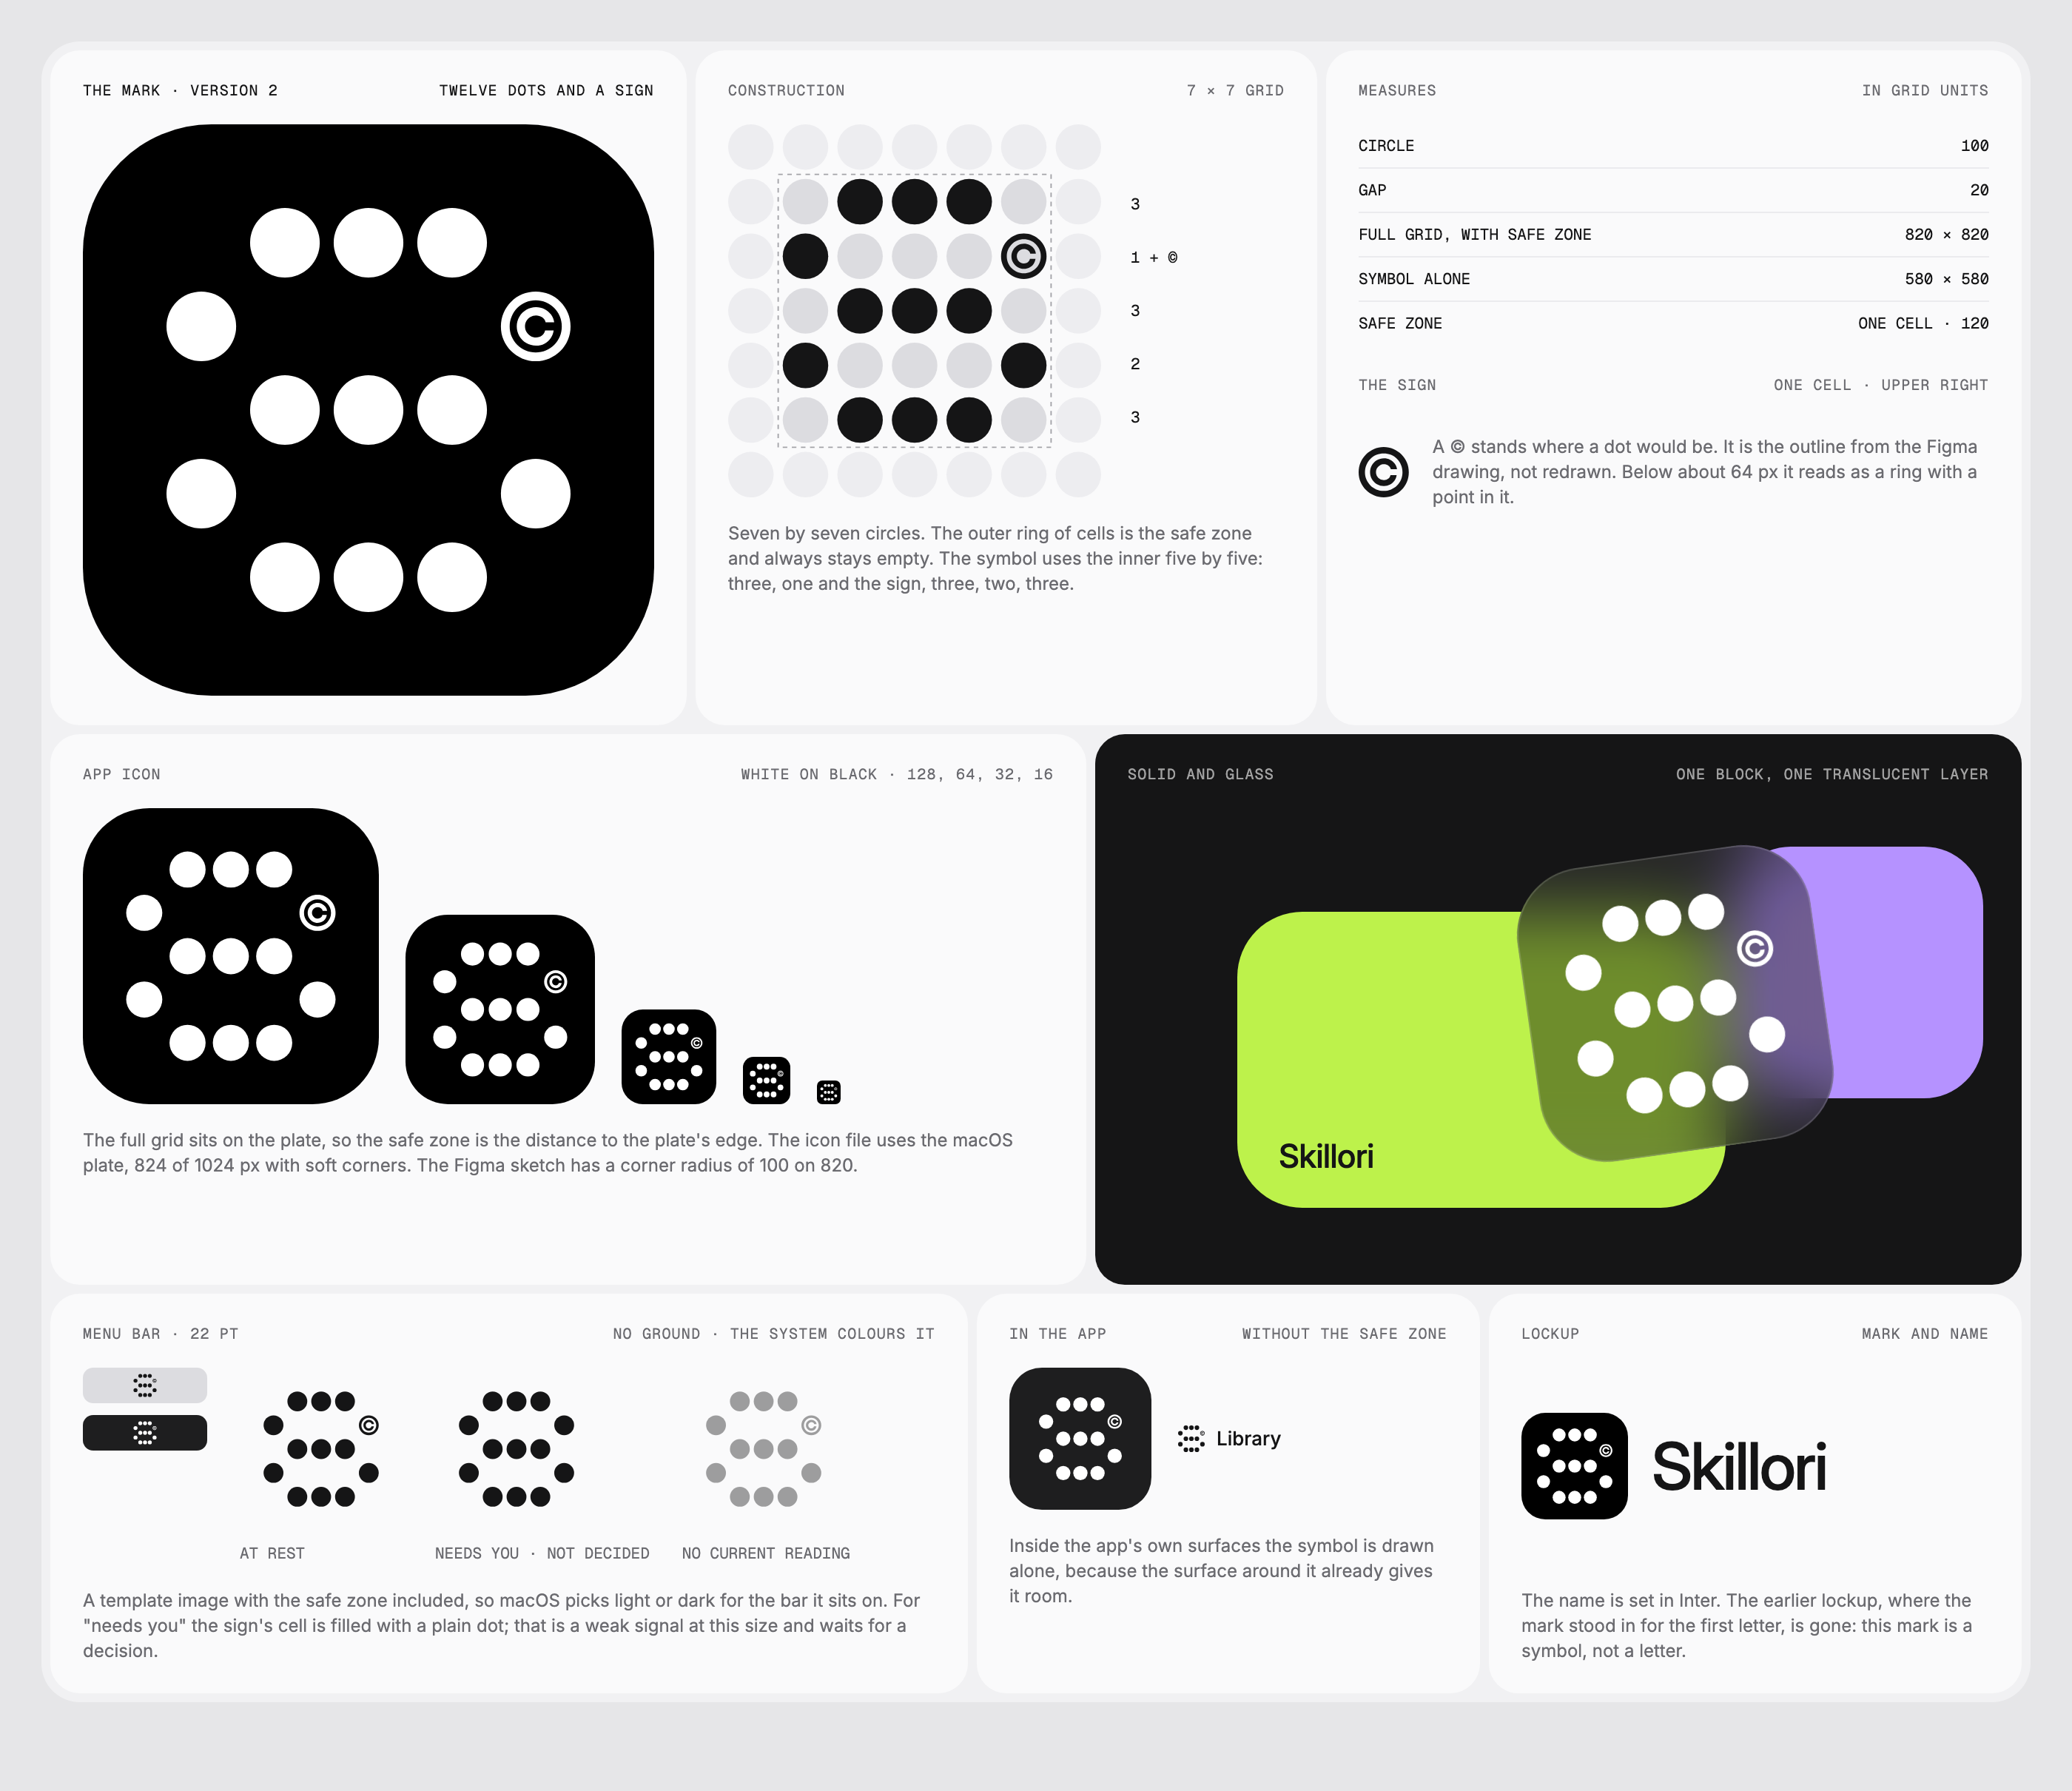 THE MARK · VERSION 2
TWELVE DOTS AND A SIGN
©
CONSTRUCTION
7 × 7 GRID
©
3
1 + ©
3
2
3
Seven by seven circles. The outer ring of cells is the safe zone
and always stays empty. The symbol uses the inner five by five:
three, one and the sign, three, two, three.
MEASURES
IN GRID UNITS
CIRCLE
100
GAP
20
FULL GRID, WITH SAFE ZONE
820 × 820
SYMBOL ALONE
580 × 580
SAFE ZONE
ONE CELL · 120
THE SIGN
ONE CELL · UPPER RIGHT
©
A © stands where a dot would be. It is the outline from the Figma
drawing, not redrawn. Below about 64 px it reads as a ring with a
point in it.
APP ICON
WHITE ON BLACK · 128, 64, 32, 16
©
©
©
The full grid sits on the plate, so the safe zone is the distance to the plate's edge. The icon file uses the macOS
plate, 824 of 1024 px with soft corners. The Figma sketch has a corner radius of 100 on 820.
SOLID AND GLASS
ONE BLOCK, ONE TRANSLUCENT LAYER
©
Skillori
MENU BAR · 22 PT
NO GROUND · THE SYSTEM COLOURS IT
©
©
AT REST
NEEDS YOU · NOT DECIDED
NO CURRENT READING
A template image with the safe zone included, so macOS picks light or dark for the bar it sits on. For
"needs you" the sign's cell is filled with a plain dot; that is a weak signal at this size and waits for a
decision.
IN THE APP
WITHOUT THE SAFE ZONE
©
Library
Inside the app's own surfaces the symbol is drawn
alone, because the surface around it already gives
it room.
LOCKUP
MARK AND NAME
©
Skillori
The name is set in Inter. The earlier lockup, where the
mark stood in for the first letter, is gone: this mark is a
symbol, not a letter.